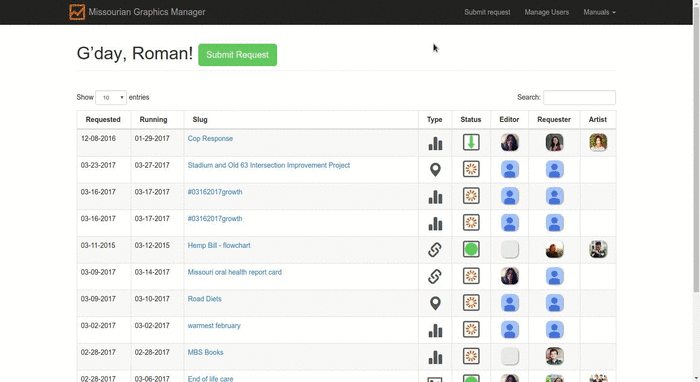 Missourian Graphics Manager Submit request Manage Users Manuals
G'day, Roman! Submit Request
Show 10 entries Search:
Requested Running Slug Type Status Editor Requester Artist
12-08-2016 01-29-2017 Cop Response
03-23-2017 03-27-2017 Stadium and Old 63 Intersection Improvement Project
03-16-2017 03-17-2017 #03162017growth
03-16-2017 03-17-2017 #03162017growth
03-11-2015 03-12-2015 Hemp Bill - flowchart
03-09-2017 03-14-2017 Missouri oral health report card
03-09-2017 03-10-2017 Road Diets
03-02-2017 03-02-2017 warmest february
02-28-2017 02-28-2017 MBS Books
02-28-2017 03-06-2017 End of life care